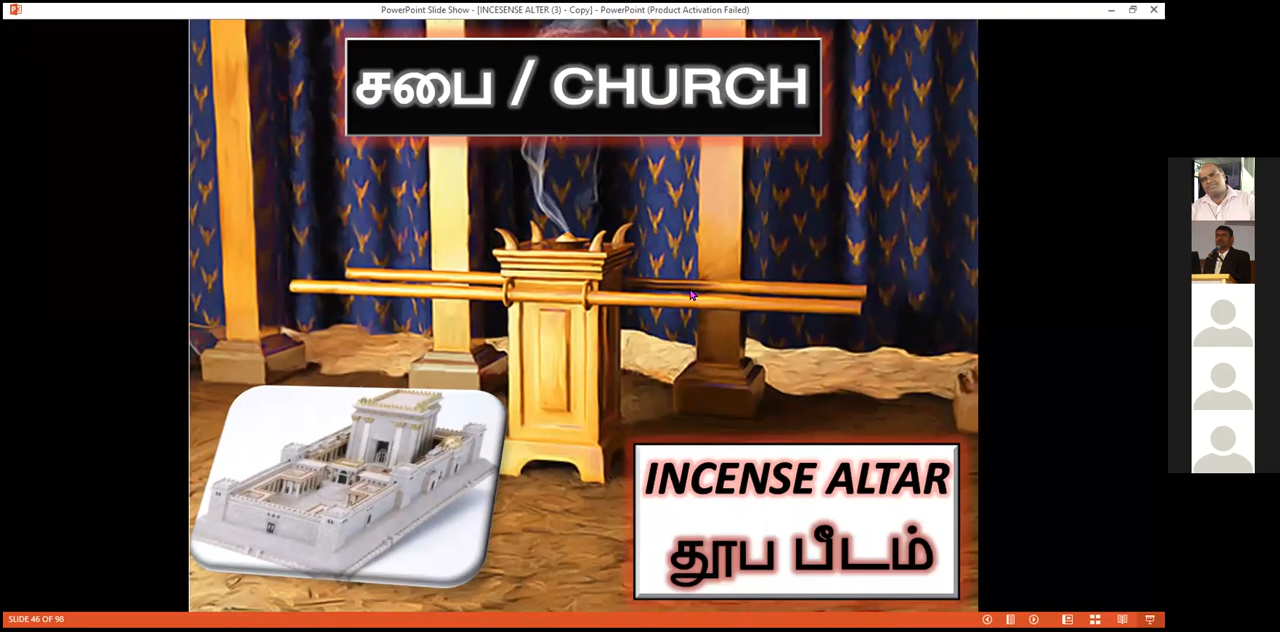 PowerPoint Slide Show - [INCESENSE ALTER (3) - Copy] - PowerPoint (Product Activation Failed)
சபை / CHURCH
INCENSE ALTAR
தூப பீடம்
SLIDE 46 OF 98